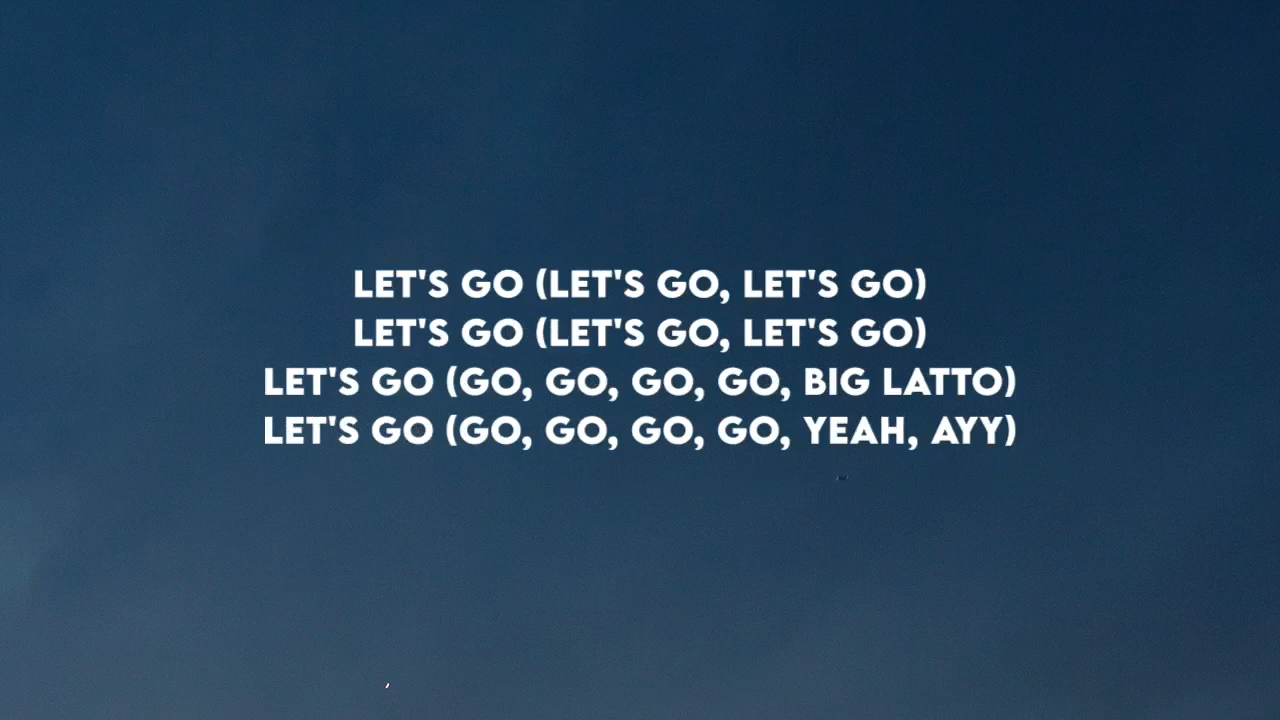 LET'S GO (LET'S GO, LET'S GO)
LET'S GO (LET'S GO, LET'S GO)
LET'S GO (GO, GO, GO, GO, BIG LATTO)
LET'S GO (GO, GO, GO, GO, YEAH, AYY)